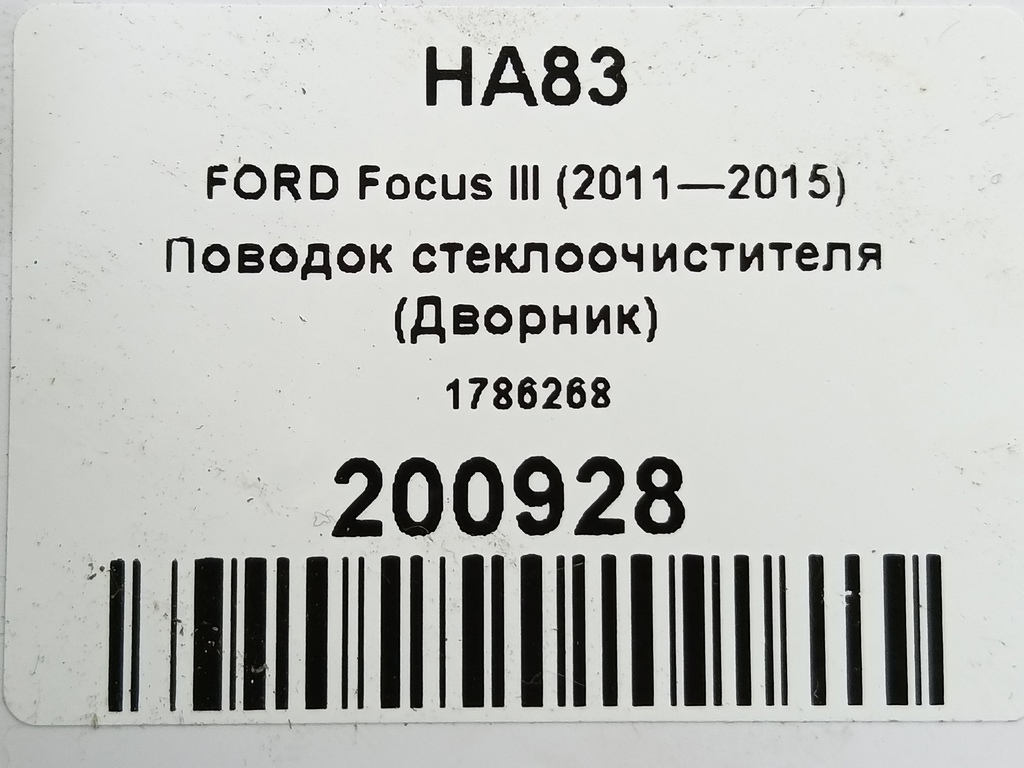 HA83
FORD Focus III (2011—2015)
Поводок стеклоочистителя
(Дворник)
1786268
200928